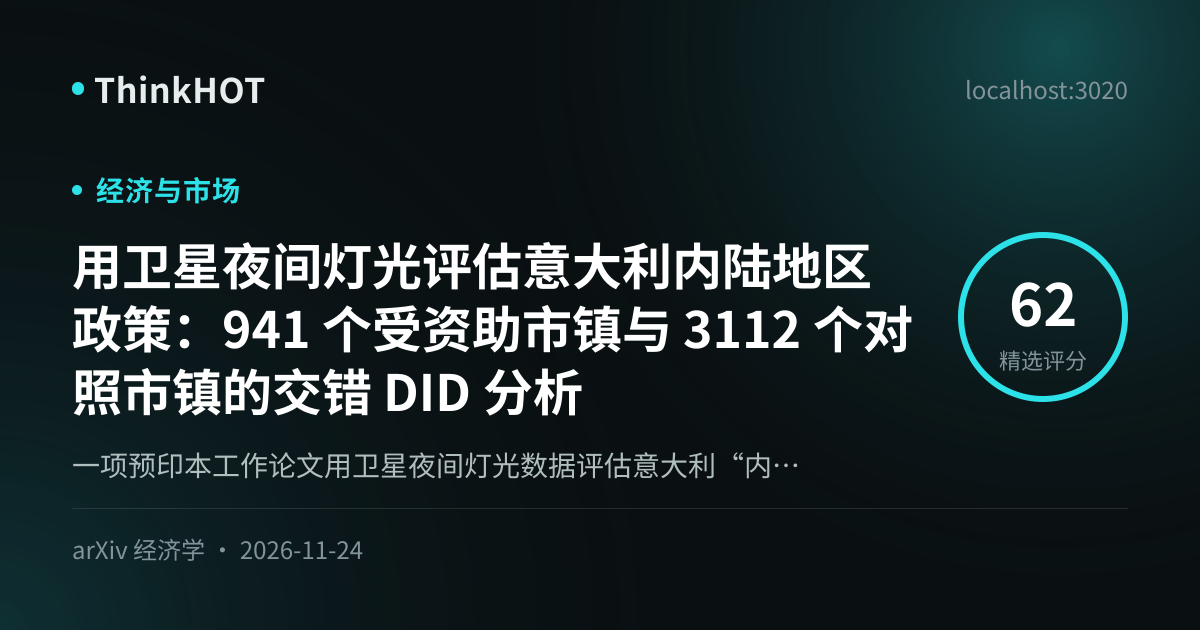 ThinkHOT
localhost:3020
经济与市场
用卫星夜间灯光评估意大利内陆地区
政策：941 个受资助市镇与 3112 个对
照市镇的交错 DID 分析
62
精选评分
一项预印本工作论文用卫星夜间灯光数据评估意大利“内…
arXiv 经济学 · 2026-11-24